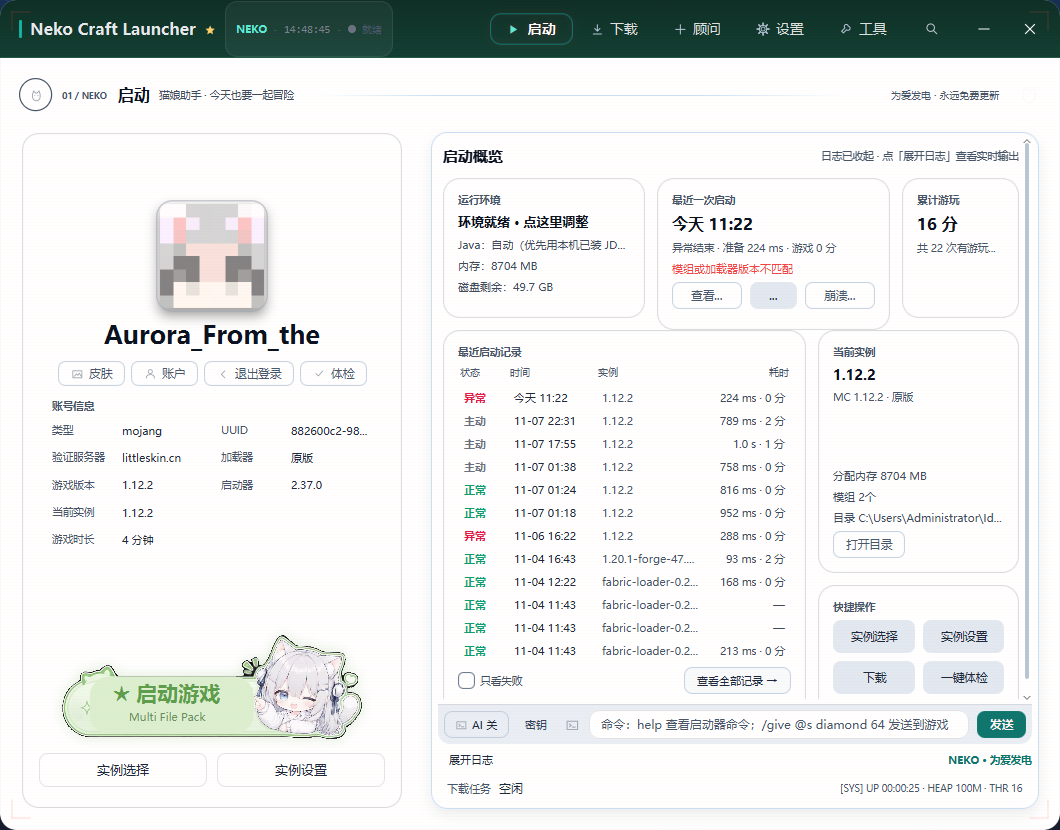 Neko Craft Launcher ★ NEKO · 14:48:45 · 就绪
启动 下载 顾问 设置 工具
01 / NEKO 启动 猫娘助手 · 今天也要一起冒险
为爱发电 · 永远免费更新
Aurora_From_the
皮肤 账户 退出登录 体检
账号信息
类型 mojang UUID 882600c2-98...
验证服务器 littleskin.cn 加载器 原版
游戏版本 1.12.2 启动器 2.37.0
当前实例 1.12.2
游戏时长 4 分钟
★ 启动游戏
Multi File Pack
实例选择 实例设置
启动概览
日志已收起 · 点「展开日志」查看实时输出
运行环境
环境就绪 • 点这里调整
Java：自动（优先用本机已装 JD...
内存：8704 MB
磁盘剩余：49.7 GB
最近一次启动
今天 11:22
异常结束 · 准备 224 ms · 游戏 0 分
模组或加载器版本不匹配
查看... ... 崩溃...
累计游玩
16 分
共 22 次有游玩...
最近启动记录
状态 时间 实例 耗时
异常 今天 11:22 1.12.2 224 ms · 0 分
主动 11-07 22:31 1.12.2 789 ms · 2 分
主动 11-07 17:55 1.12.2 1.0 s · 1 分
主动 11-07 01:38 1.12.2 758 ms · 0 分
正常 11-07 01:24 1.12.2 816 ms · 0 分
正常 11-07 01:18 1.12.2 952 ms · 0 分
异常 11-06 16:22 1.12.2 288 ms · 0 分
正常 11-04 16:43 1.20.1-forge-47.... 93 ms · 2 分
正常 11-04 12:22 fabric-loader-0.2... 168 ms · 0 分
正常 11-04 11:43 fabric-loader-0.2... —
正常 11-04 11:43 fabric-loader-0.2... —
正常 11-04 11:43 fabric-loader-0.2... 213 ms · 0 分
只看失败 查看全部记录 →
当前实例
1.12.2
MC 1.12.2 · 原版
分配内存 8704 MB
模组 2个
目录 C:\Users\Administrator\Id...
打开目录
快捷操作
实例选择 实例设置
下载 一键体检
AI 关 密钥 命令：help 查看启动器命令；/give @s diamond 64 发送到游戏 发送
展开日志 NEKO • 为爱发电
下载任务 空闲 [SYS] UP 00:00:25 · HEAP 100M · THR 16